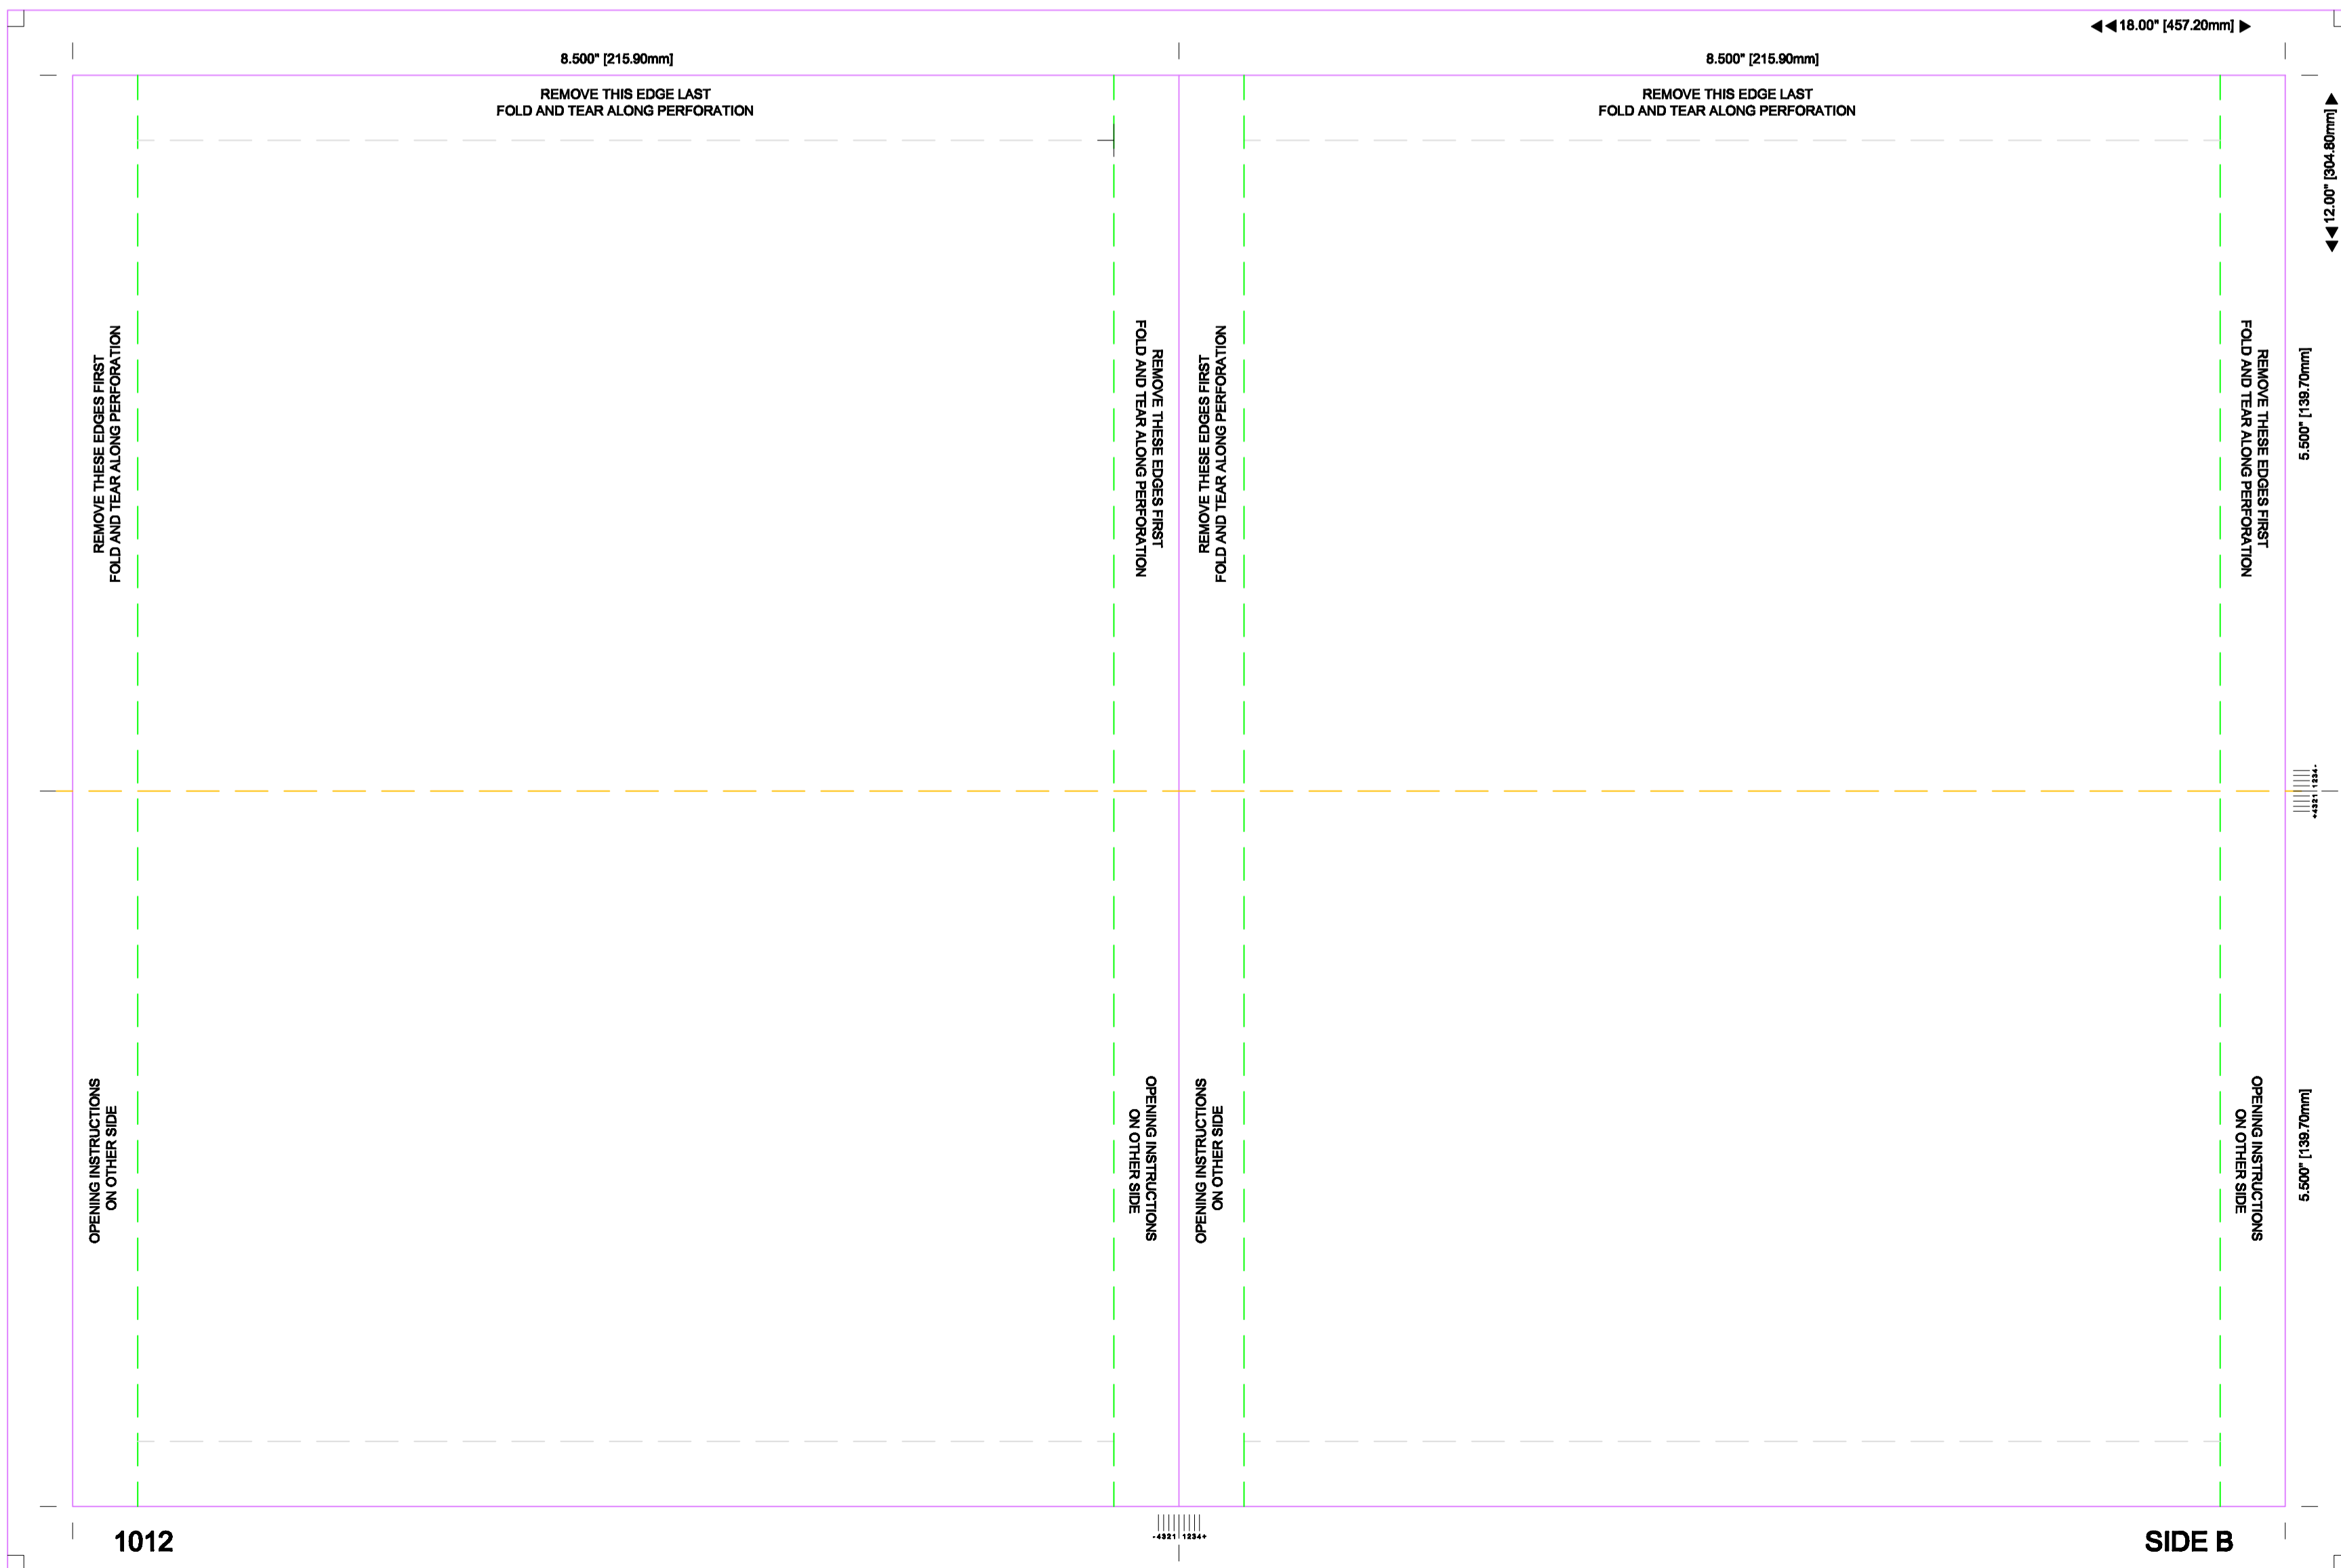 18.00" [457.20mm]
8.500" [215.90mm]
8.500" [215.90mm]
REMOVE THIS EDGE LAST
FOLD AND TEAR ALONG PERFORATION
REMOVE THIS EDGE LAST
FOLD AND TEAR ALONG PERFORATION
12.00" [304.80mm]
REMOVE THESE EDGES FIRST
FOLD AND TEAR ALONG PERFORATION
REMOVE THESE EDGES FIRST
FOLD AND TEAR ALONG PERFORATION
REMOVE THESE EDGES FIRST
FOLD AND TEAR ALONG PERFORATION
REMOVE THESE EDGES FIRST
FOLD AND TEAR ALONG PERFORATION
5.500" [139.70mm]
+4321 1234-
OPENING INSTRUCTIONS
ON OTHER SIDE
OPENING INSTRUCTIONS
ON OTHER SIDE
OPENING INSTRUCTIONS
ON OTHER SIDE
OPENING INSTRUCTIONS
ON OTHER SIDE
5.500" [139.70mm]
1012
-4321 1234+
SIDE B